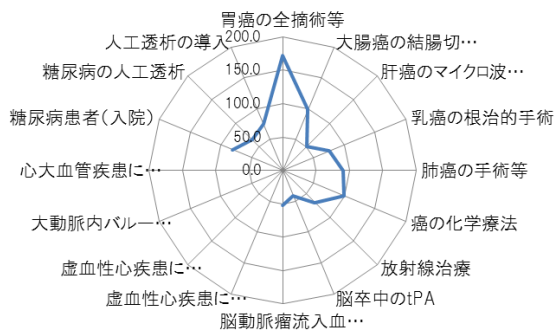 胃癌の全摘術等
大腸癌の結腸切…
肝癌のマイクロ波…
乳癌の根治的手術
肺癌の手術等
癌の化学療法
放射線治療
脳卒中のtPA
脳動脈瘤流入血…
虚血性心疾患に…
虚血性心疾患に…
大動脈内バルー…
心大血管疾患に…
糖尿病患者(入院)
糖尿病の人工透析
人工透析の導入
200.0
150.0
100.0
50.0
0.0